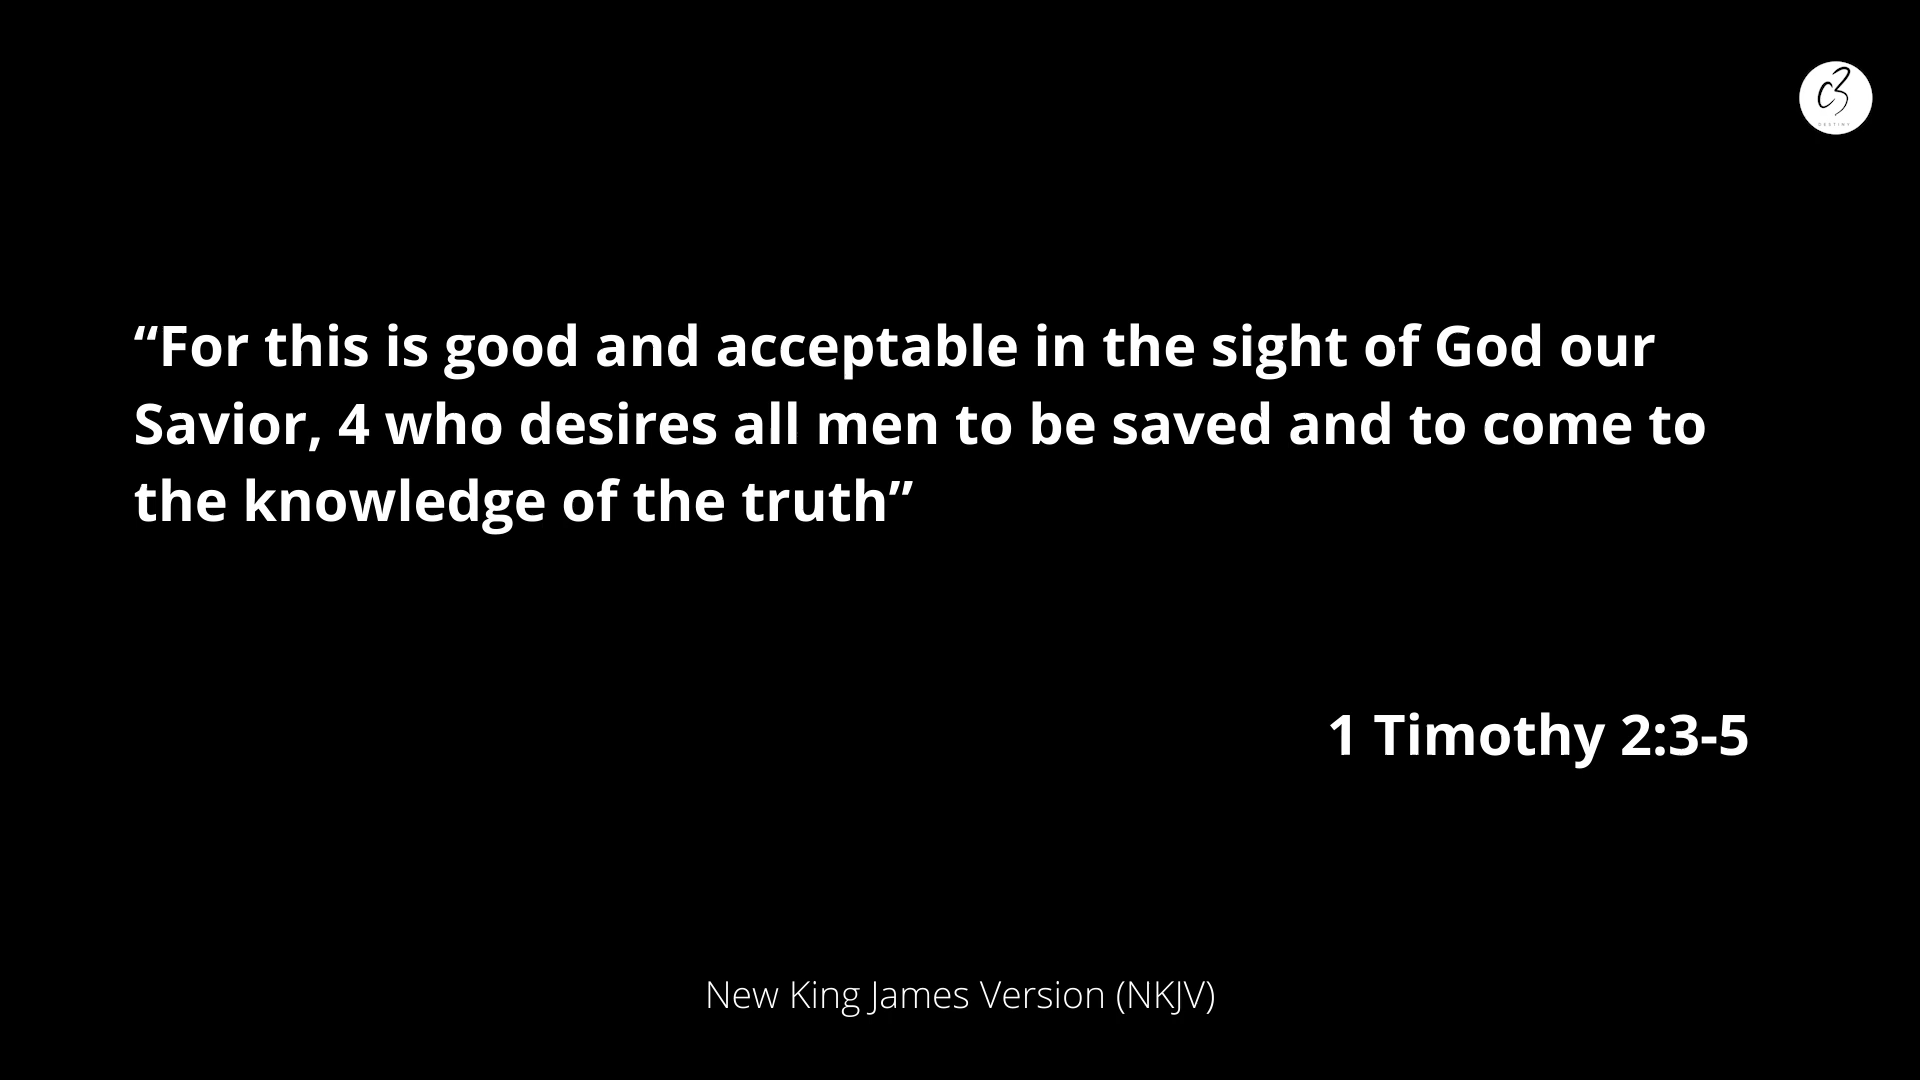 C3
DESTINY
“For this is good and acceptable in the sight of God our
Savior, 4 who desires all men to be saved and to come to
the knowledge of the truth”
1 Timothy 2:3-5
New King James Version (NKJV)